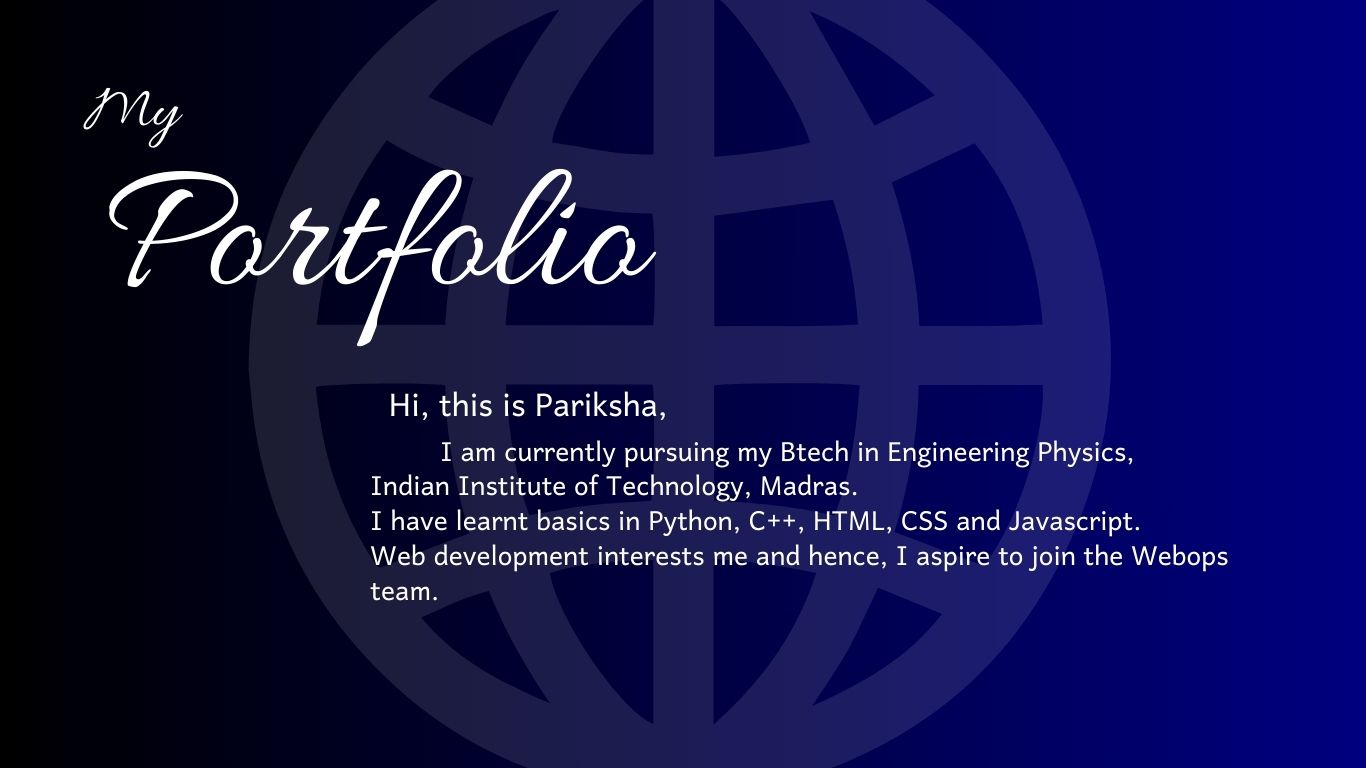 My
Portfolio
Hi, this is Pariksha,
I am currently pursuing my Btech in Engineering Physics,
Indian Institute of Technology, Madras.
I have learnt basics in Python, C++, HTML, CSS and Javascript.
Web development interests me and hence, I aspire to join the Webops
team.